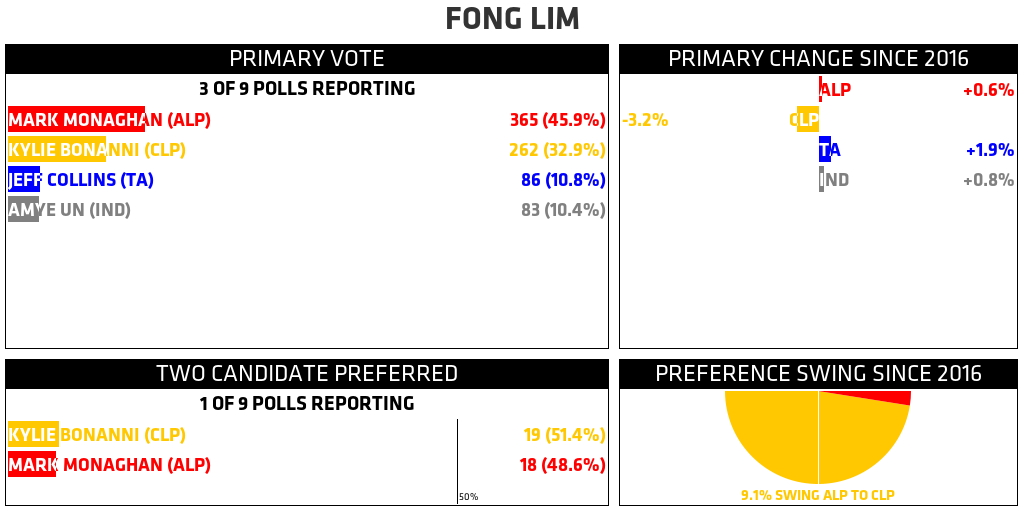 FONG LIM
PRIMARY VOTE
3 OF 9 POLLS REPORTING
MARK MONAGHAN (ALP) 365 (45.9%)
KYLIE BONANNI (CLP) 262 (32.9%)
JEFF COLLINS (TA) 86 (10.8%)
AMYE UN (IND) 83 (10.4%)
PRIMARY CHANGE SINCE 2016
ALP +0.6%
-3.2% CLP
TA +1.9%
IND +0.8%
TWO CANDIDATE PREFERRED
1 OF 9 POLLS REPORTING
KYLIE BONANNI (CLP) 19 (51.4%)
MARK MONAGHAN (ALP) 18 (48.6%)
50%
PREFERENCE SWING SINCE 2016
9.1% SWING ALP TO CLP